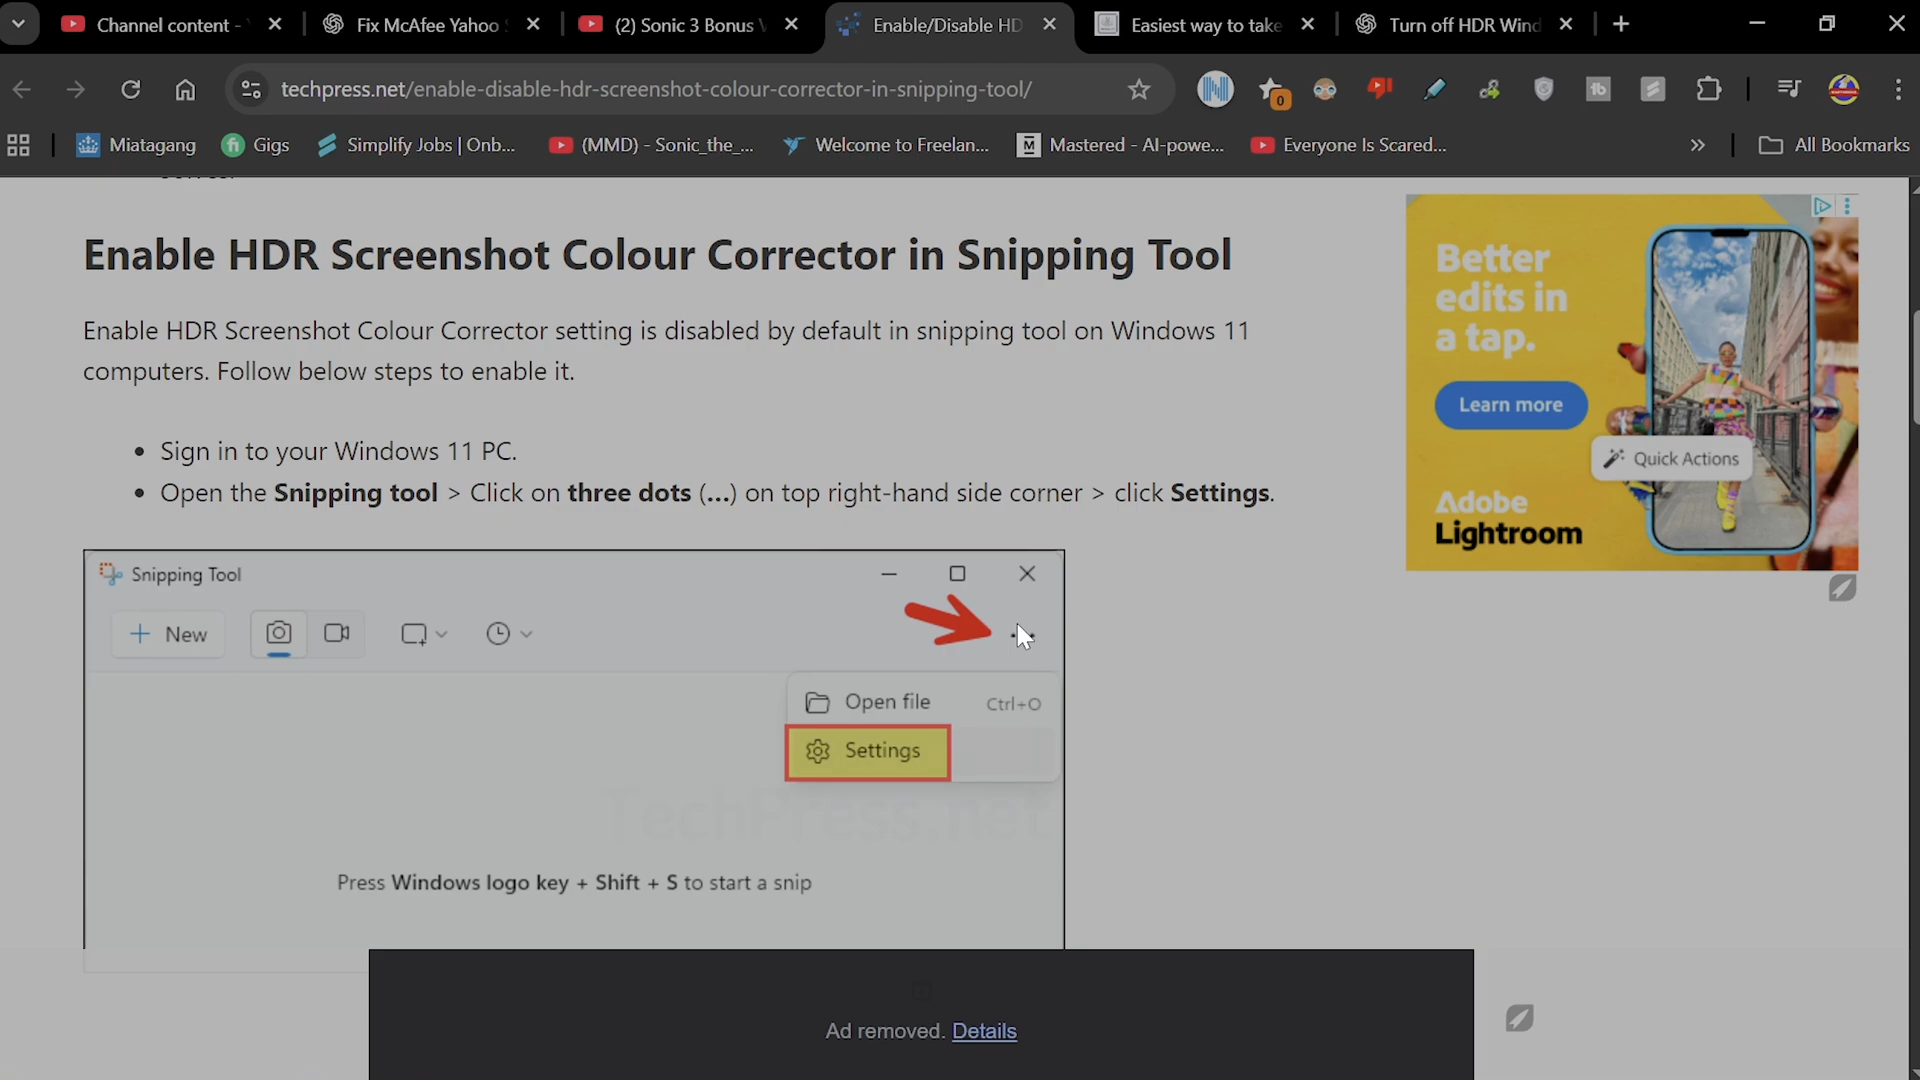 Channel content -
Fix McAfee Yahoo
(2) Sonic 3 Bonus
Enable/Disable HD
Easiest way to take
Turn off HDR Wind
techpress.net/enable-disable-hdr-screenshot-colour-corrector-in-snipping-tool/
0
Miatagang
Gigs
Simplify Jobs | Onb...
(MMD) - Sonic_the_...
Welcome to Freelan...
Mastered - AI-powe...
Everyone Is Scared...
All Bookmarks
Enable HDR Screenshot Colour Corrector in Snipping Tool
Enable HDR Screenshot Colour Corrector setting is disabled by default in snipping tool on Windows 11
computers. Follow below steps to enable it.
• Sign in to your Windows 11 PC.
• Open the Snipping tool > Click on three dots (...) on top right-hand side corner > click Settings.
Snipping Tool
New
Open file Ctrl+O
Settings
TechPress.net
Press Windows logo key + Shift + S to start a snip
Better
edits in
a tap.
Learn more
Quick Actions
Adobe
Lightroom
Ad removed. Details